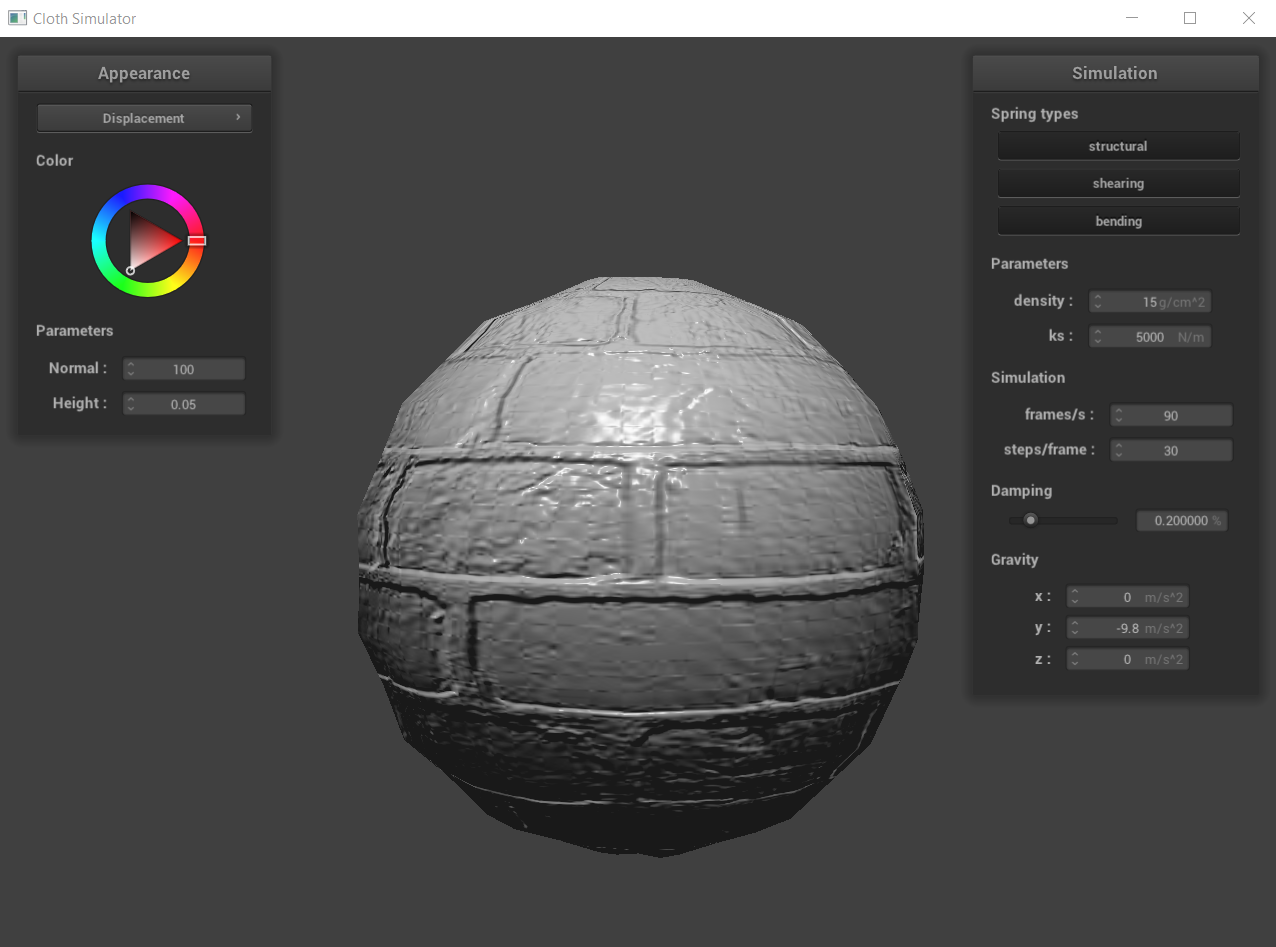 Cloth Simulator
Appearance
Displacement
Color
Parameters
Normal : 100
Height : 0.05
Simulation
Spring types
structural
shearing
bending
Parameters
density : 15 g/cm^2
ks : 5000 N/m
Simulation
frames/s : 90
steps/frame : 30
Damping
0.200000 %
Gravity
x : 0 m/s^2
y : -9.8 m/s^2
z : 0 m/s^2